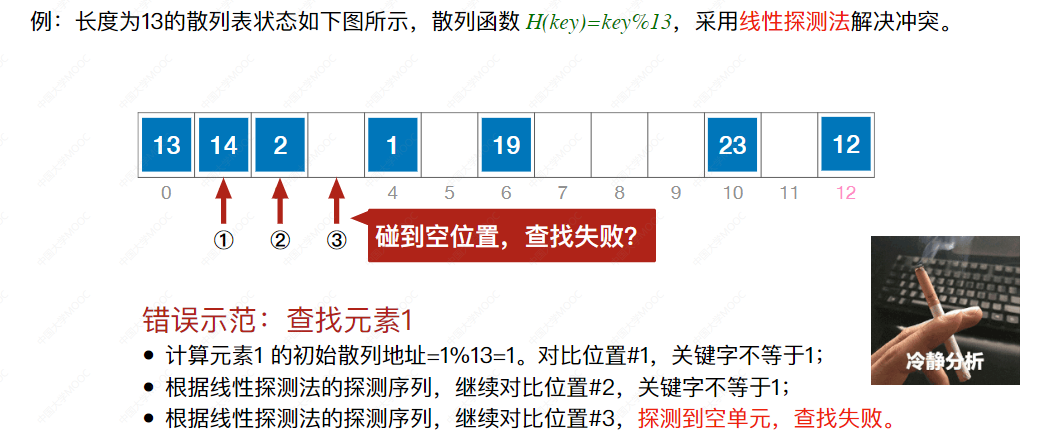 例：长度为13的散列表状态如下图所示，散列函数 H(key)=key%13，采用线性探测法解决冲突。
13 14 2 1 19 23 12
0 4 5 6 7 8 9 10 11 12
① ② ③
碰到空位置，查找失败？
错误示范：查找元素1
● 计算元素1 的初始散列地址=1%13=1。对比位置#1，关键字不等于1；
● 根据线性探测法的探测序列，继续对比位置#2，关键字不等于1；
● 根据线性探测法的探测序列，继续对比位置#3，探测到空单元，查找失败。
冷静分析